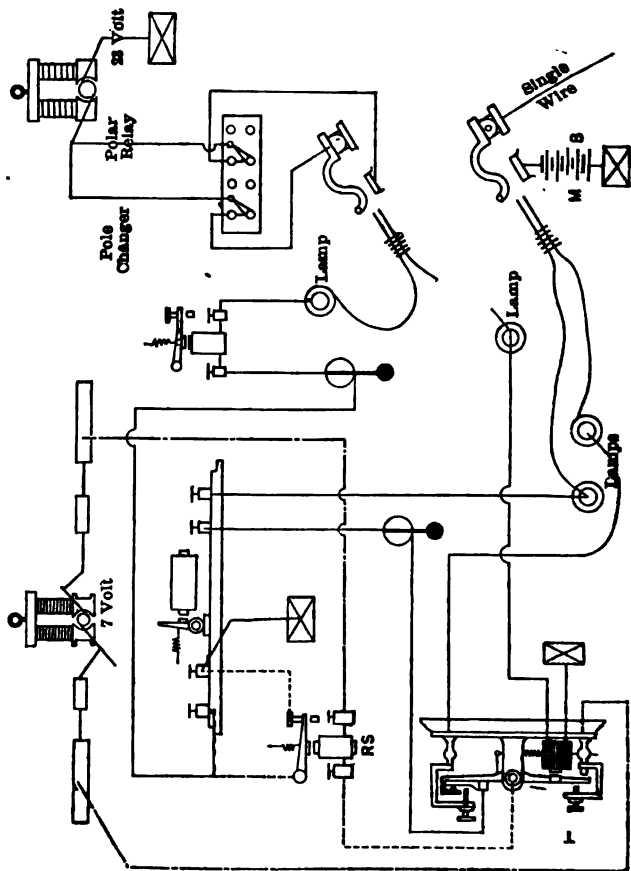 23 Volt
Polar
Relay
Pole
Changer
Lamp
Single
Wire
M
S
Lamp
Lamps
7 Volt
RS
T